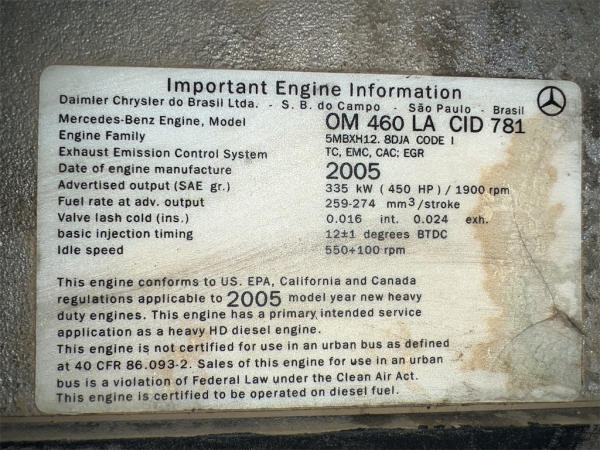 Important Engine Information
Daimler Chrysler do Brasil Ltda. - S. B. do Campo - São Paulo - Brasil
Mercedes-Benz Engine, Model OM 460 LA CID 781
Engine Family 5MBXH12. 8DJA CODE I
Exhaust Emission Control System TC, EMC, CAC; EGR
Date of engine manufacture 2005
Advertised output (SAE gr.) 335 kW ( 450 HP) / 1900 rpm
Fuel rate at adv. output 259-274 mm³/stroke
Valve lash cold (ins.) 0.016 int. 0.024 exh.
basic injection timing 12±1 degrees BTDC
Idle speed 550+100 rpm
This engine conforms to US. EPA, California and Canada
regulations applicable to 2005 model year new heavy
duty engines. This engine has a primary intended service
application as a heavy HD diesel engine.
This engine is not certified for use in an urban bus as defined
at 40 CFR 86.093-2. Sales of this engine for use in an urban
bus is a violation of Federal Law under the Clean Air Act.
This engine is certified to be operated on diesel fuel.